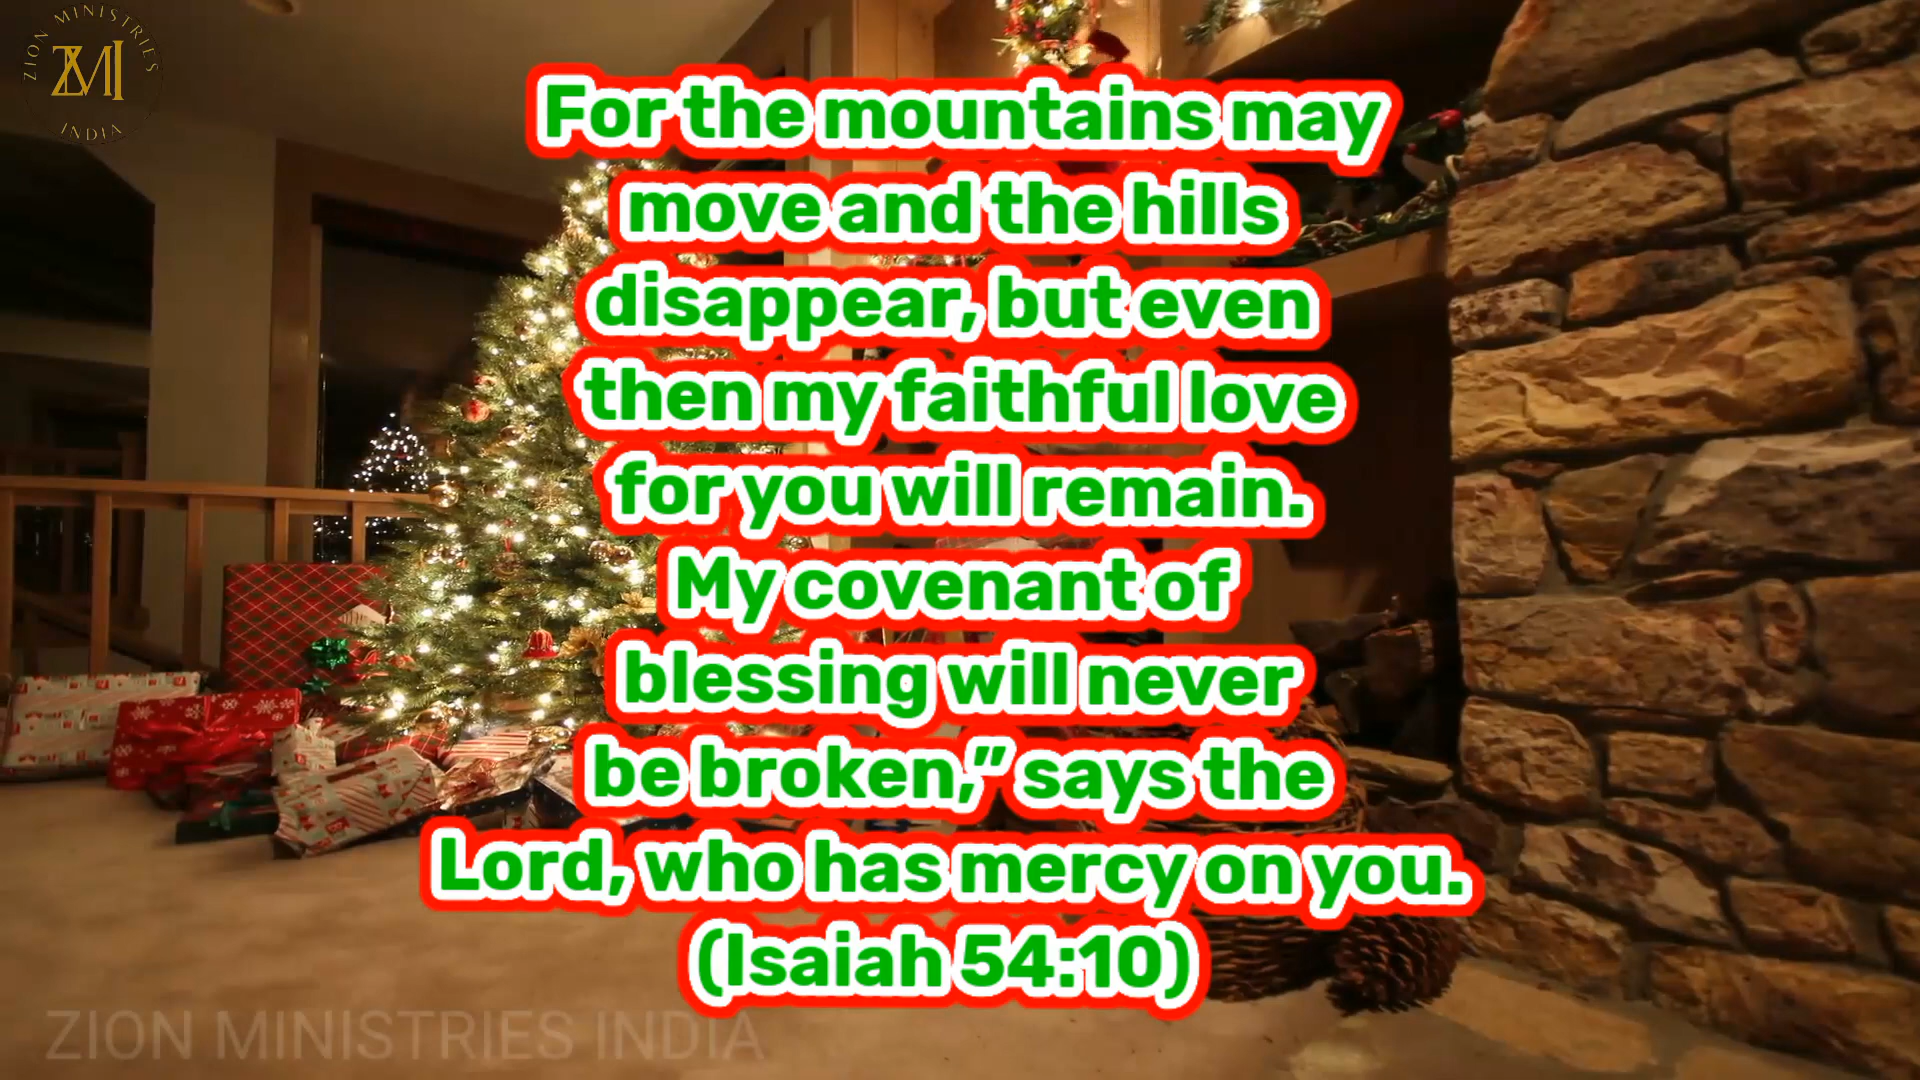 ZION MINISTRIES
ZMI
INDIA
For the mountains may
move and the hills
disappear, but even
then my faithful love
for you will remain.
My covenant of
blessing will never
be broken,” says the
Lord, who has mercy on you.
(Isaiah 54:10)
ZION MINISTRIES INDIA